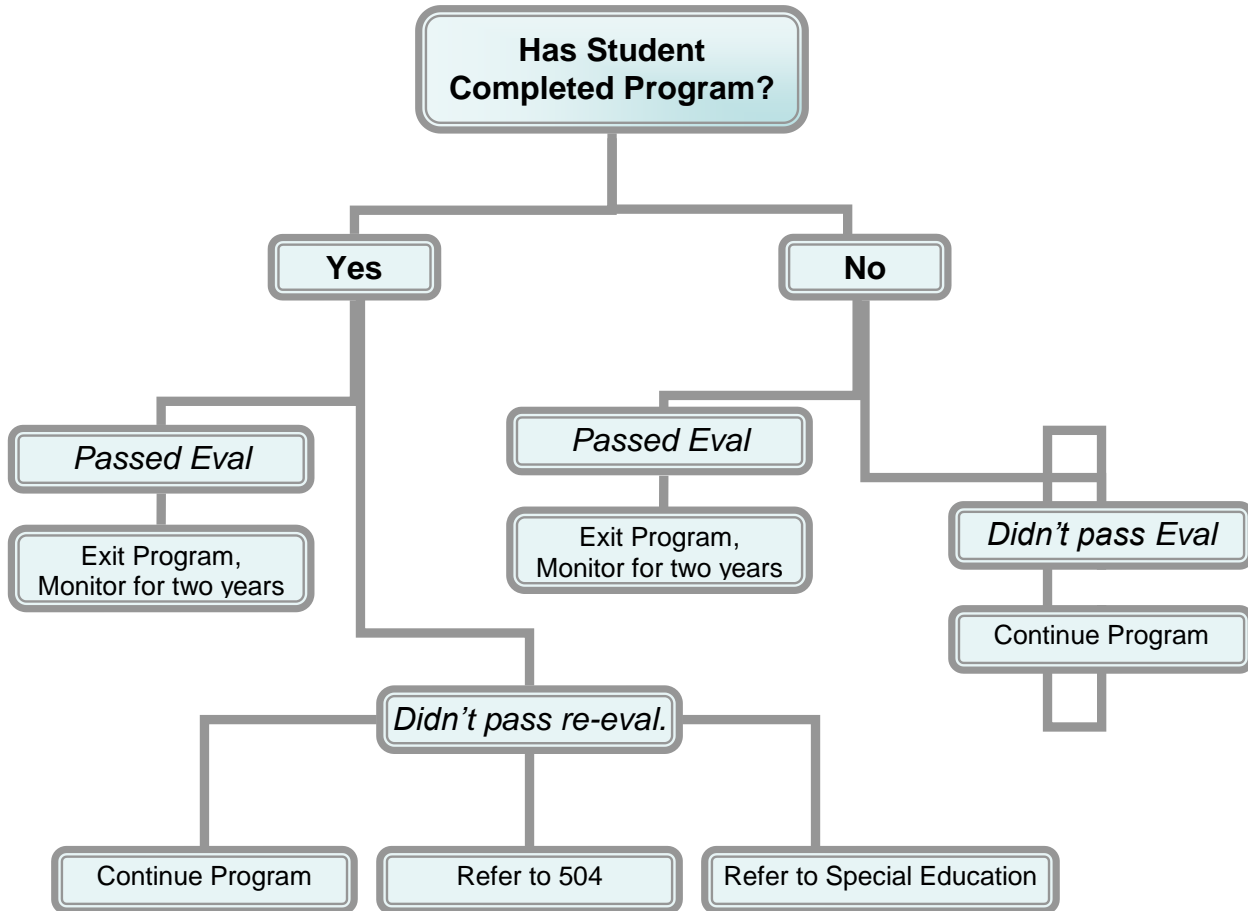 Has Student
Completed Program?
Yes
No
Passed Eval
Exit Program,
Monitor for two years
Passed Eval
Exit Program,
Monitor for two years
Didn't pass Eval
Continue Program
Didn't pass re-eval.
Continue Program
Refer to 504
Refer to Special Education